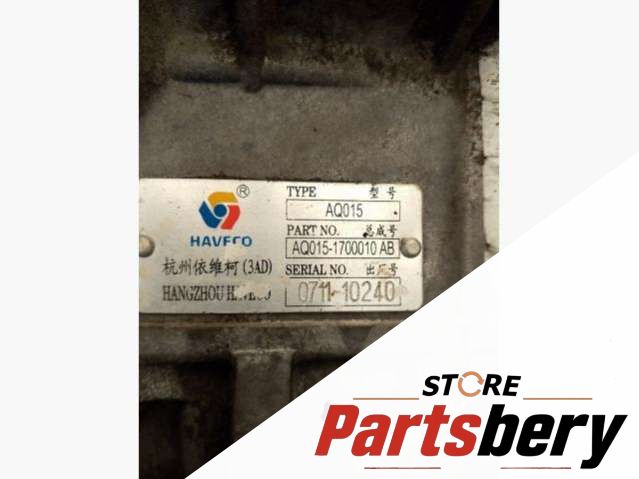 ®
HAVECO
杭州依维柯(3AD)
HANGZHOU HAVECO
TYPE 型号
AQ015
PART NO. 总成号
AQ015-1700010 AB
SERIAL NO. 出厂号
0711-10240
STORE
Partsbery